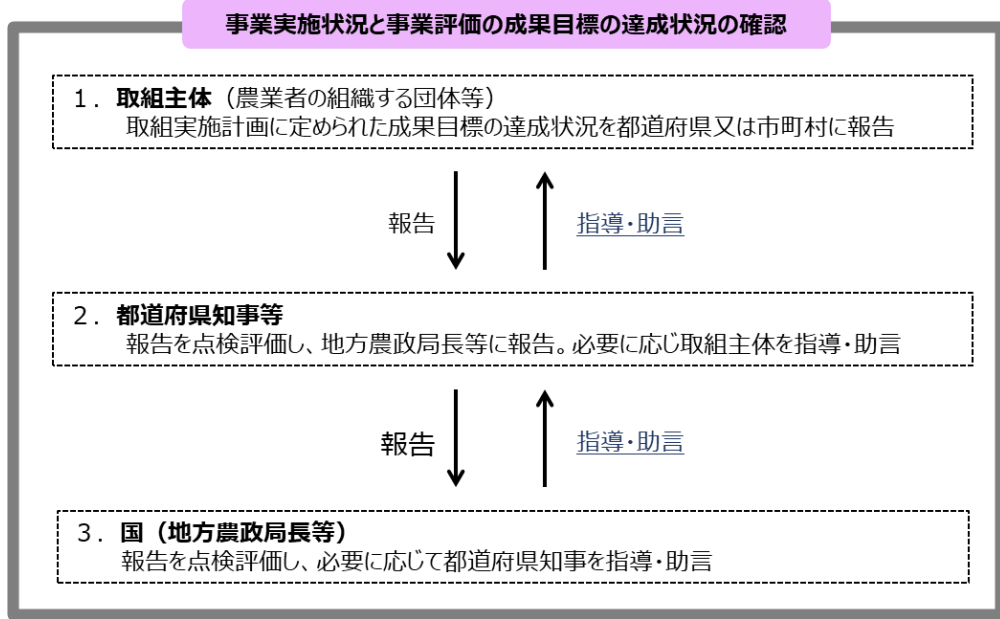 事業実施状況と事業評価の成果目標の達成状況の確認
1．取組主体（農業者の組織する団体等）
取組実施計画に定められた成果目標の達成状況を都道府県又は市町村に報告
報告
指導・助言
2．都道府県知事等
報告を点検評価し、地方農政局長等に報告。必要に応じ取組主体を指導・助言
報告
指導・助言
3．国（地方農政局長等）
報告を点検評価し、必要に応じて都道府県知事を指導・助言